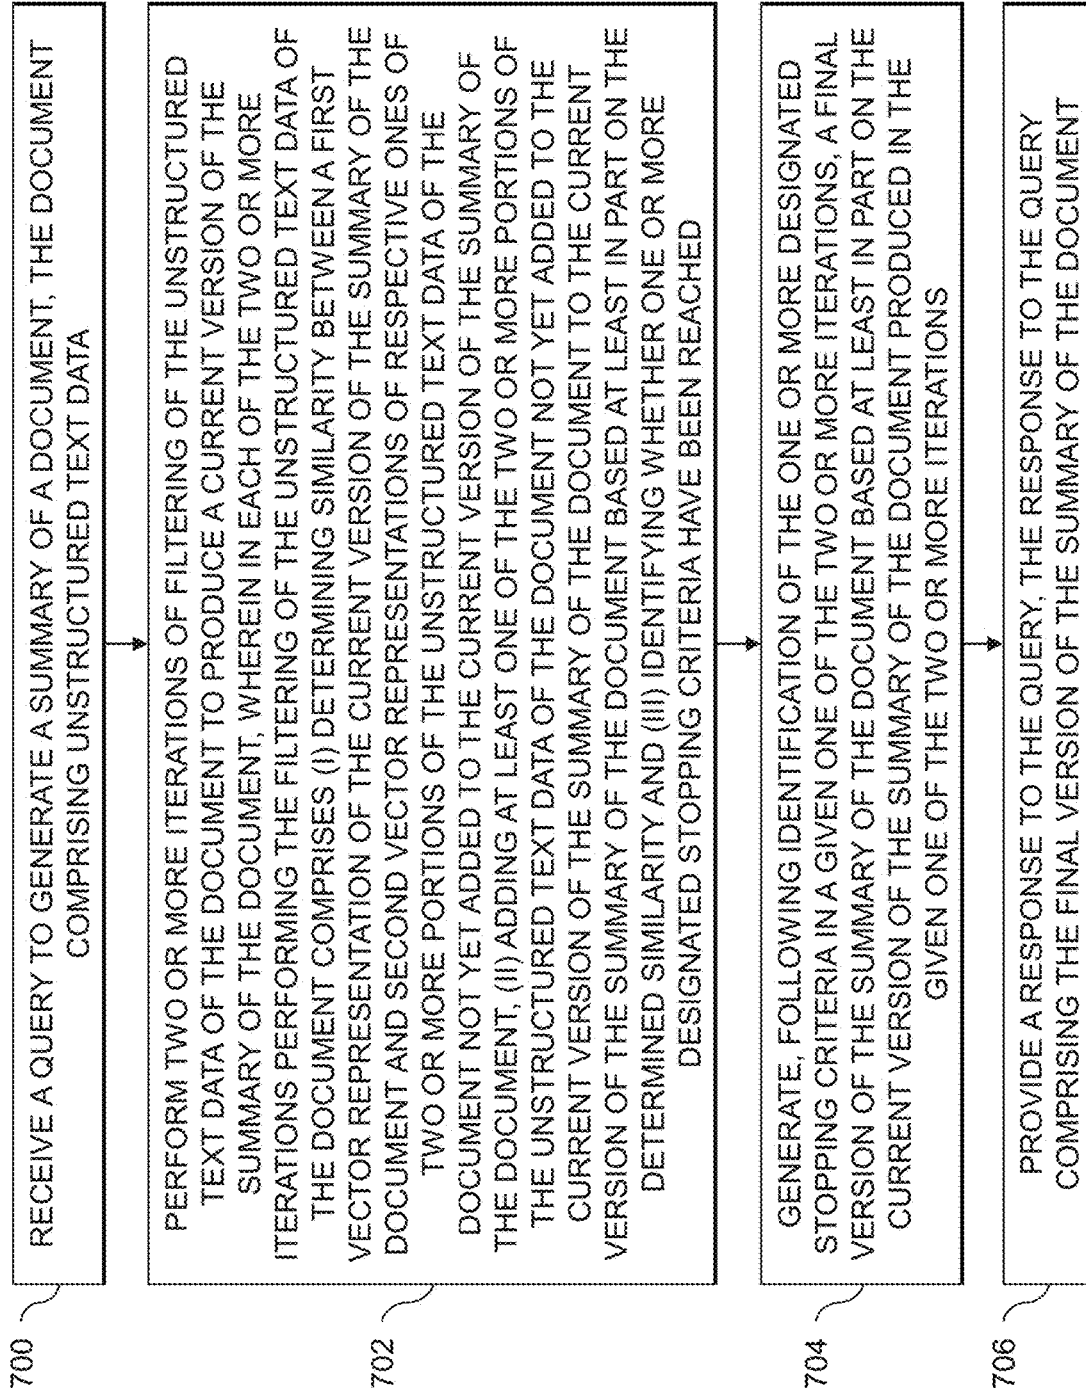 700
RECEIVE A QUERY TO GENERATE A SUMMARY OF A DOCUMENT, THE DOCUMENT
COMPRISING UNSTRUCTURED TEXT DATA
702
PERFORM TWO OR MORE ITERATIONS OF FILTERING OF THE UNSTRUCTURED
TEXT DATA OF THE DOCUMENT TO PRODUCE A CURRENT VERSION OF THE
SUMMARY OF THE DOCUMENT, WHEREIN IN EACH OF THE TWO OR MORE
ITERATIONS PERFORMING THE FILTERING OF THE UNSTRUCTURED TEXT DATA OF
THE DOCUMENT COMPRISES (I) DETERMINING SIMILARITY BETWEEN A FIRST
VECTOR REPRESENTATION OF THE CURRENT VERSION OF THE SUMMARY OF THE
DOCUMENT AND SECOND VECTOR REPRESENTATIONS OF RESPECTIVE ONES OF
TWO OR MORE PORTIONS OF THE UNSTRUCTURED TEXT DATA OF THE
DOCUMENT NOT YET ADDED TO THE CURRENT VERSION OF THE SUMMARY OF
THE DOCUMENT, (II) ADDING AT LEAST ONE OF THE TWO OR MORE PORTIONS OF
THE UNSTRUCTURED TEXT DATA OF THE DOCUMENT NOT YET ADDED TO THE
CURRENT VERSION OF THE SUMMARY OF THE DOCUMENT TO THE CURRENT
VERSION OF THE SUMMARY OF THE DOCUMENT BASED AT LEAST IN PART ON THE
DETERMINED SIMILARITY AND (III) IDENTIFYING WHETHER ONE OR MORE
DESIGNATED STOPPING CRITERIA HAVE BEEN REACHED
704
GENERATE, FOLLOWING IDENTIFICATION OF THE ONE OR MORE DESIGNATED
STOPPING CRITERIA IN A GIVEN ONE OF THE TWO OR MORE ITERATIONS, A FINAL
VERSION OF THE SUMMARY OF THE DOCUMENT BASED AT LEAST IN PART ON THE
CURRENT VERSION OF THE SUMMARY OF THE DOCUMENT PRODUCED IN THE
GIVEN ONE OF THE TWO OR MORE ITERATIONS
706
PROVIDE A RESPONSE TO THE QUERY, THE RESPONSE TO THE QUERY
COMPRISING THE FINAL VERSION OF THE SUMMARY OF THE DOCUMENT